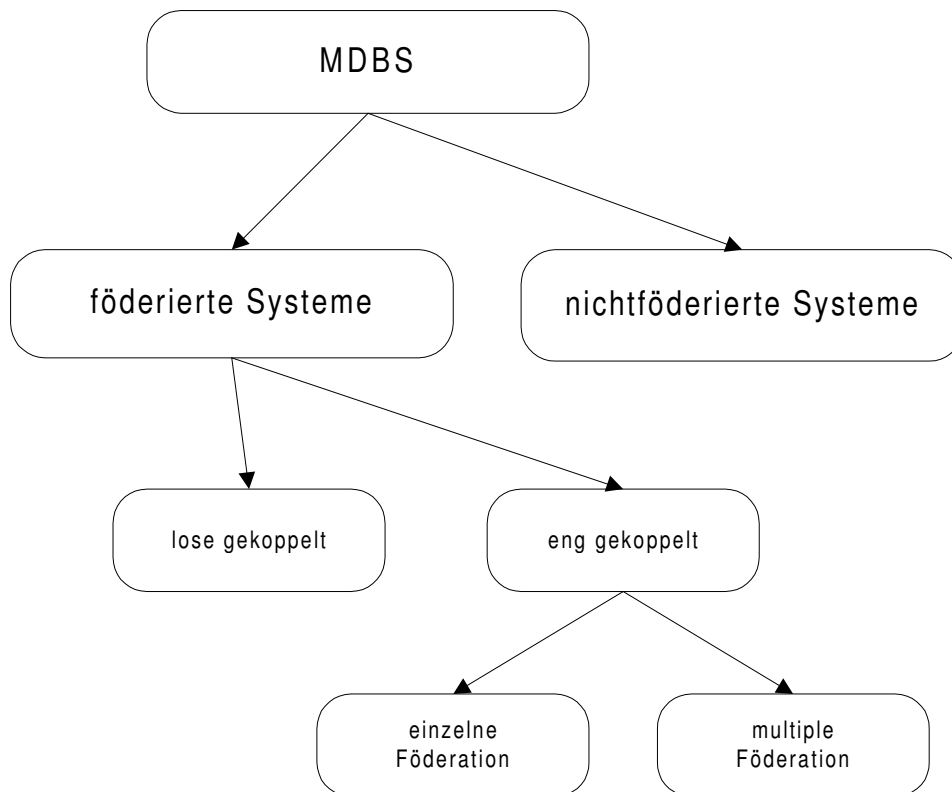 MDBS
föderierte Systeme
nichtföderierte Systeme
lose gekoppelt
eng gekoppelt
einzelne
Föderation
multiple
Föderation